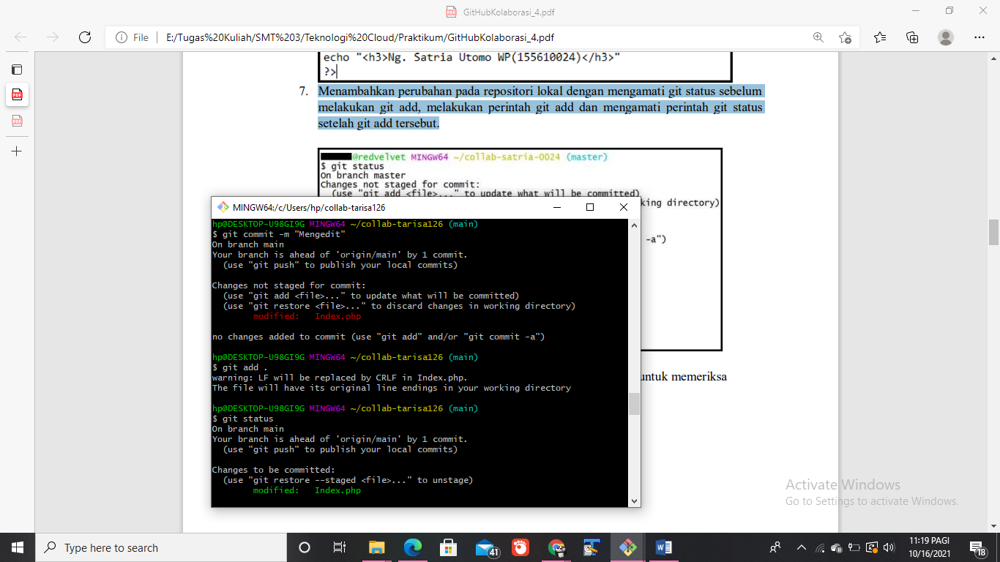 GitHubKolaborasi_4.pdf
File
E:/Tugas%20Kuliah/SMT%203/Teknologi%20Cloud/Praktikum/GitHubKolaborasi_4.pdf
echo "<h3>Ng. Satria Utomo WP(155610024)</h3>"
?>
7. Menambahkan perubahan pada repositori lokal dengan mengamati git status sebelum
melakukan git add, melakukan perintah git add dan mengamati perintah git status
setelah git add tersebut.
@redvelvet MINGW64 ~/collab-satria-0024 (master)
$ git status
On branch master
Changes not staged for commit:
(use "git add <file>..." to update what will be committed)
king directory)
-a")
untuk memeriksa
MINGW64:/c/Users/hp/collab-tarisa126
hp@DESKTOP-U98GI9G MINGW64 ~/collab-tarisa126 (main)
$ git commit -m "Mengedit"
On branch main
Your branch is ahead of 'origin/main' by 1 commit.
(use "git push" to publish your local commits)
Changes not staged for commit:
(use "git add <file>..." to update what will be committed)
(use "git restore <file>..." to discard changes in working directory)
modified: Index.php
no changes added to commit (use "git add" and/or "git commit -a")
hp@DESKTOP-U98GI9G MINGW64 ~/collab-tarisa126 (main)
$ git add .
warning: LF will be replaced by CRLF in Index.php.
The file will have its original line endings in your working directory
hp@DESKTOP-U98GI9G MINGW64 ~/collab-tarisa126 (main)
$ git status
On branch main
Your branch is ahead of 'origin/main' by 1 commit.
(use "git push" to publish your local commits)
Changes to be committed:
(use "git restore --staged <file>..." to unstage)
modified: Index.php
Activate Windows
Go to Settings to activate Windows.
Type here to search
41
11:19 PAGI
10/16/2021
18